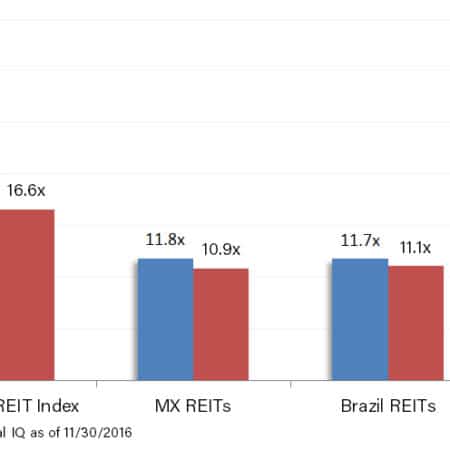 16.6x
11.8x
10.9x
11.7x
11.1x
REIT Index MX REITs Brazil REITs
al IQ as of 11/30/2016